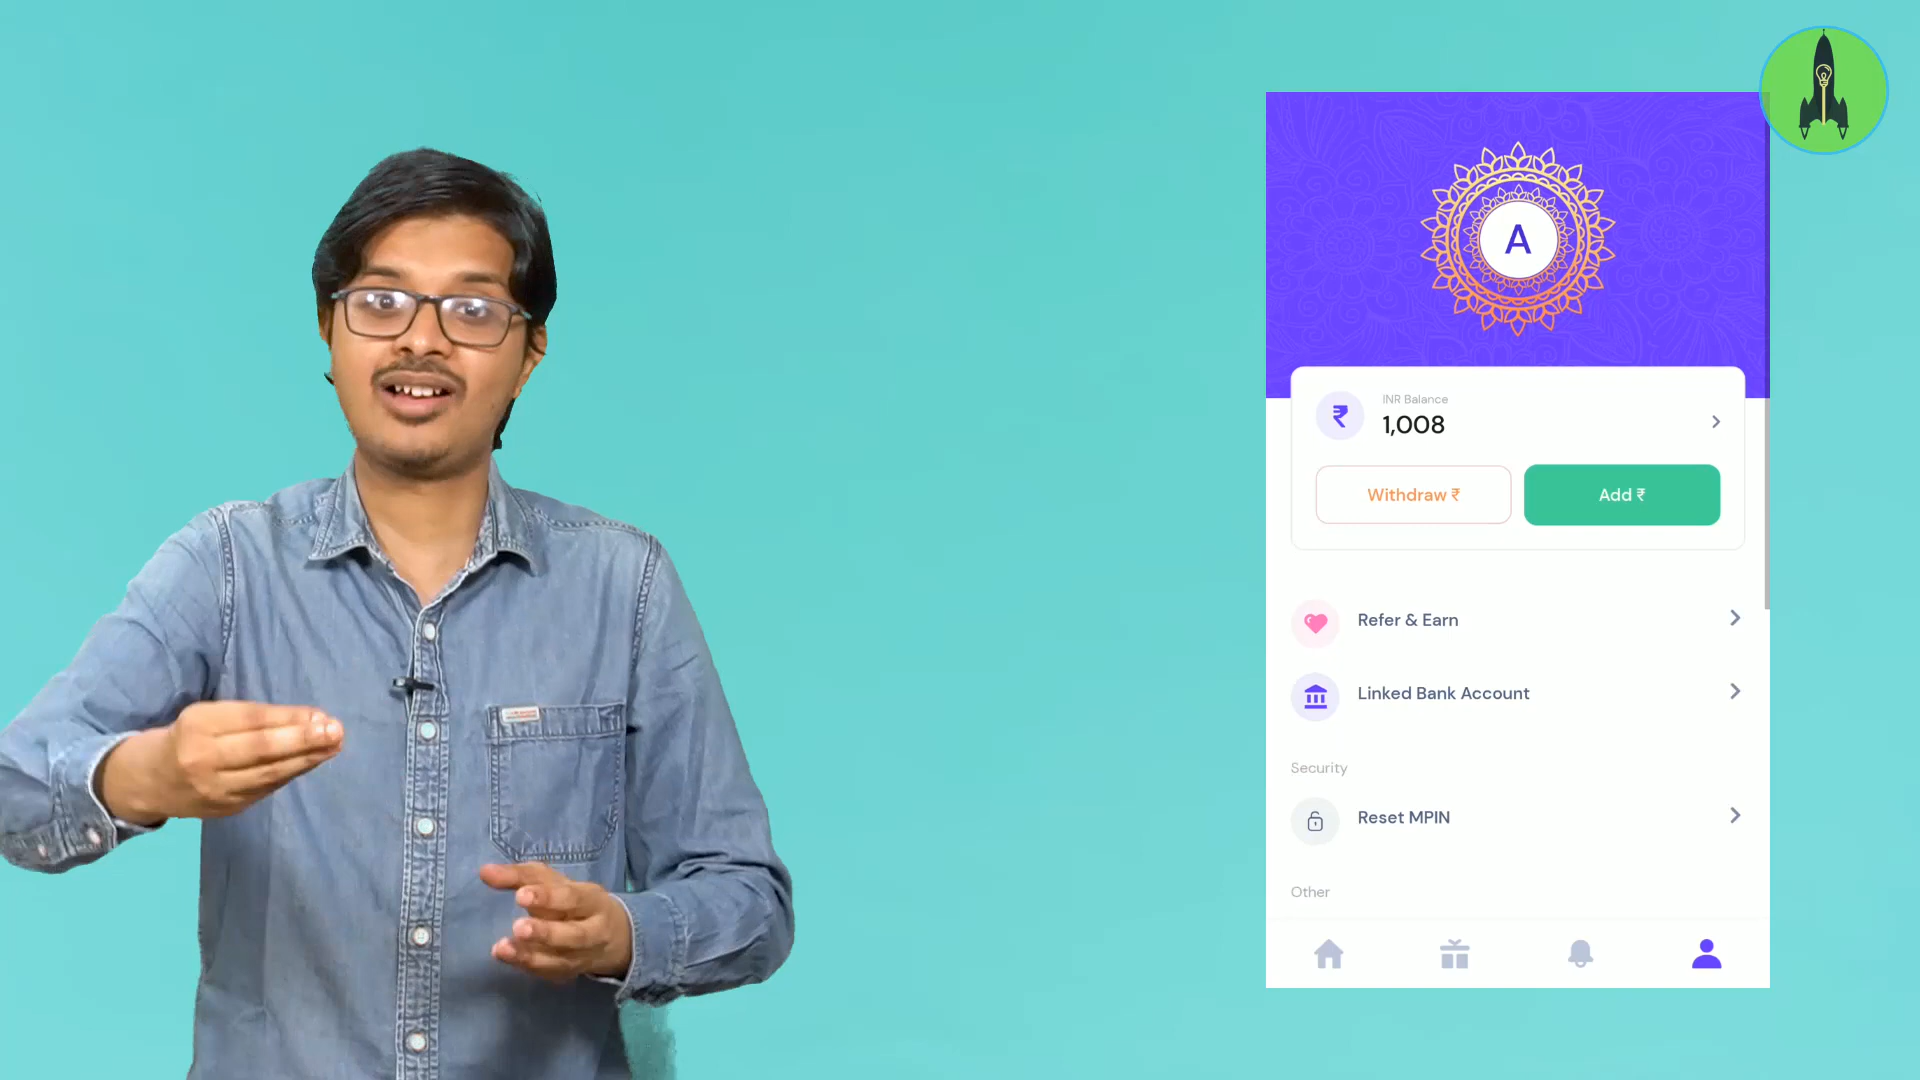 A
INR Balance
₹
1,008
Withdraw ₹
Add ₹
Refer & Earn
Linked Bank Account
Security
Reset MPIN
Other